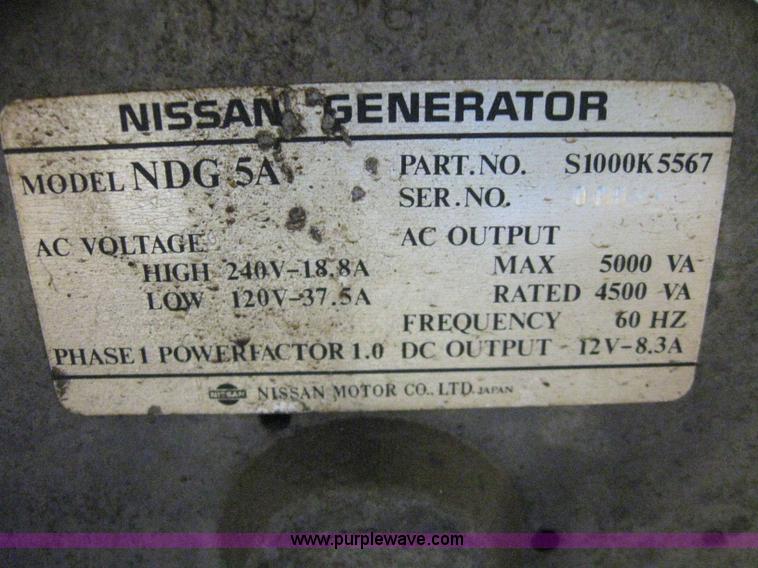 NISSAN GENERATOR
MODEL NDG 5A
PART.NO. S1000K5567
SER.NO.
AC VOLTAGE
HIGH 240V-18.8A
LOW 120V-37.5A
AC OUTPUT
MAX 5000 VA
RATED 4500 VA
FREQUENCY 60 HZ
PHASE 1 POWERFACTOR 1.0
DC OUTPUT 12V-8.3A
NISSAN NISSAN MOTOR CO., LTD. JAPAN
www.purplewave.com